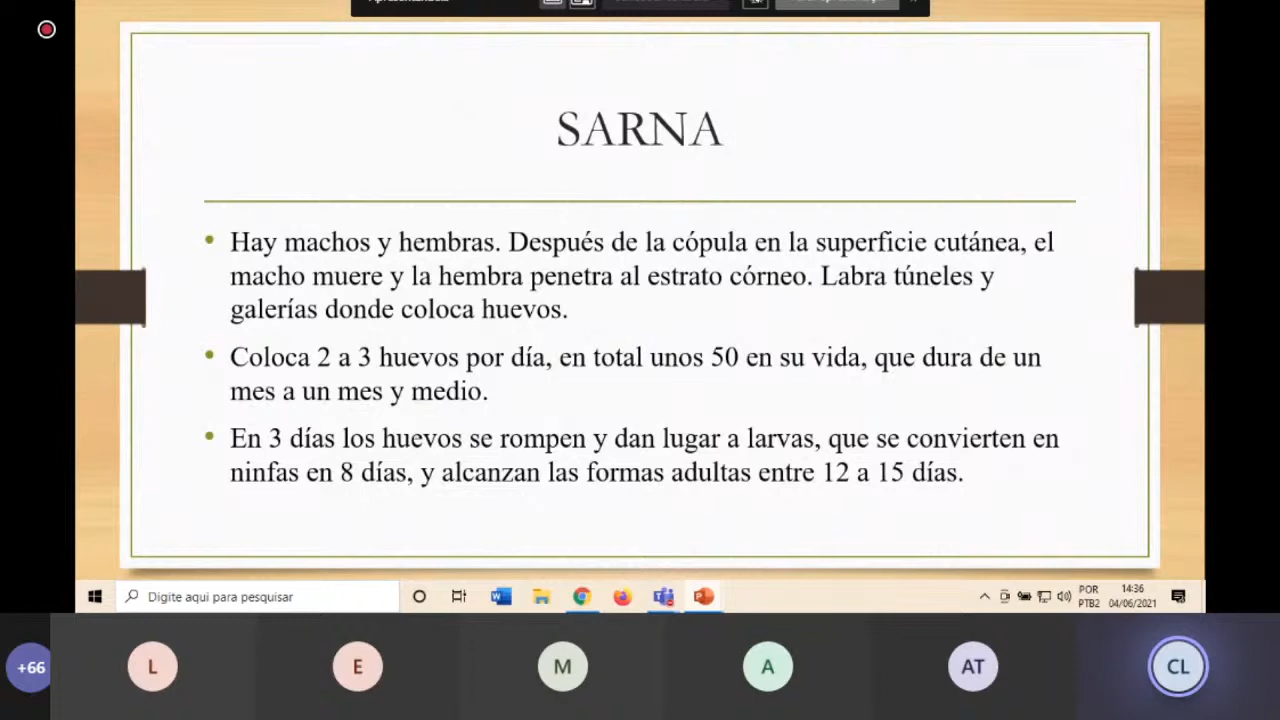 SARNA
• Hay machos y hembras. Después de la cópula en la superficie cutánea, el
macho muere y la hembra penetra al estrato córneo. Labra túneles y
galerías donde coloca huevos.
• Coloca 2 a 3 huevos por día, en total unos 50 en su vida, que dura de un
mes a un mes y medio.
• En 3 días los huevos se rompen y dan lugar a larvas, que se convierten en
ninfas en 8 días, y alcanzan las formas adultas entre 12 a 15 días.
Digite aqui para pesquisar
POR
PTB2
14:36
04/06/2021
+66
L
E
M
A
AT
CL